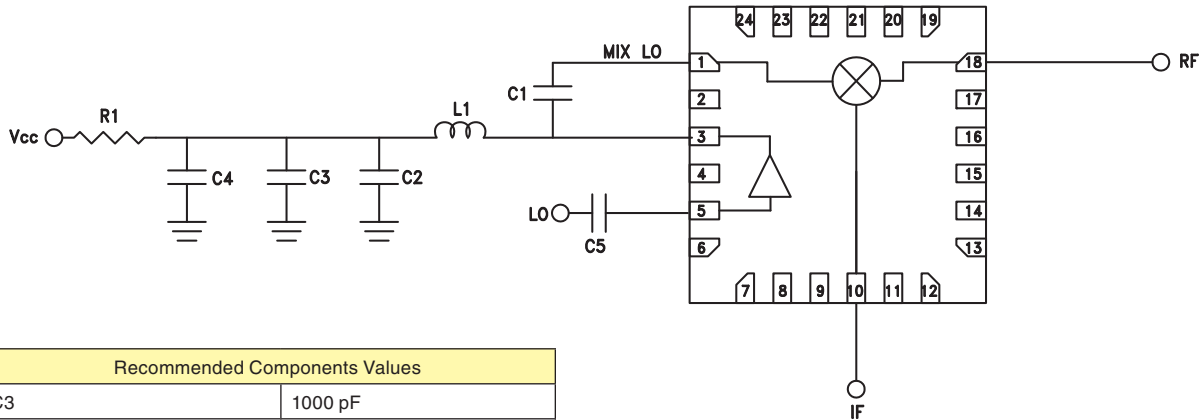 24 23 22 21 20 19
MIX LO
1
18
RF
C1
2
17
R1
L1
Vcc
3
16
C4
C3
C2
4
15
LO
5
14
C5
6
13
7 8 9 10 11 12
Recommended Components Values
C3
1000 pF
IF